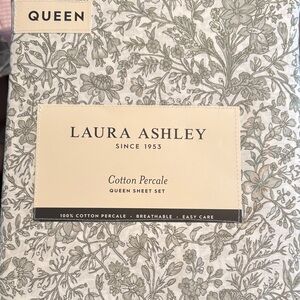 QUEEN
LAURA ASHLEY
SINCE 1953
Cotton Percale
QUEEN SHEET SET
100% COTTON PERCALE - BREATHABLE - EASY CARE